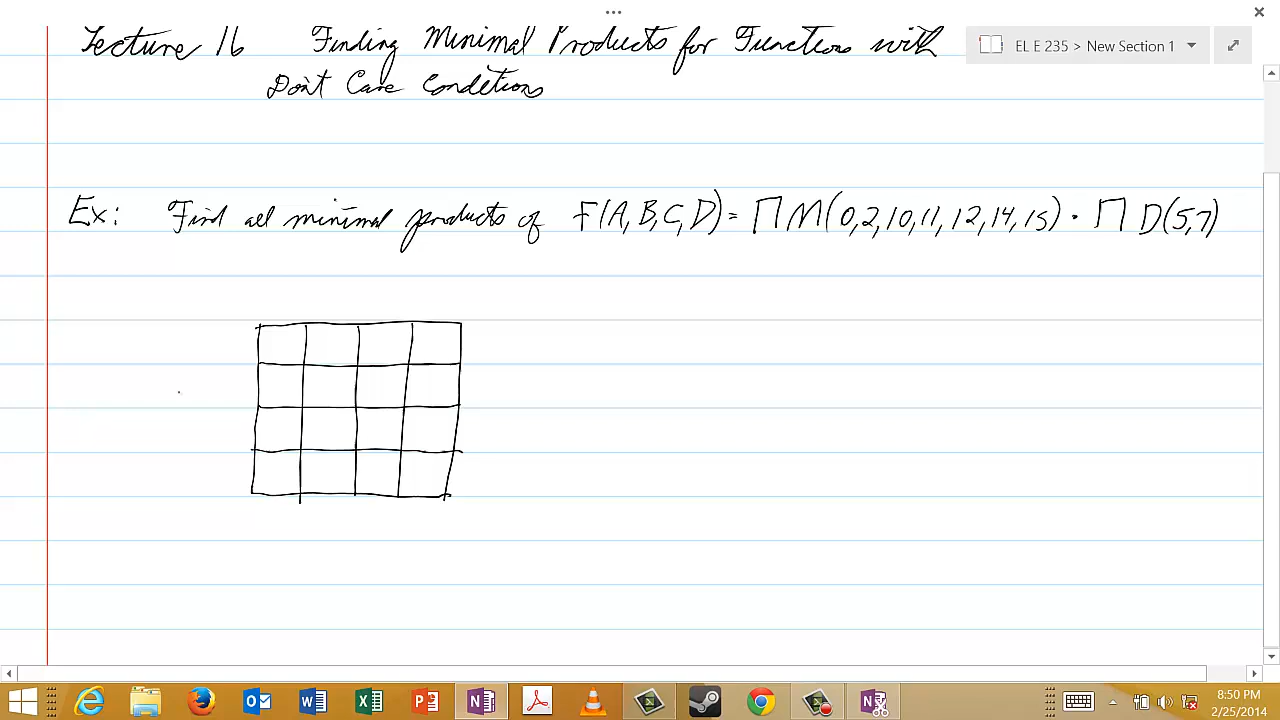 Lecture 16 Finding Minimal Products for Functions with
Don't Care Conditions
EL E 235 > New Section 1
Ex: Find all minimal products of F(A,B,C,D) = ΠM(0,2,10,11,12,14,15) · ΠD(5,7)
8:50 PM
2/25/2014